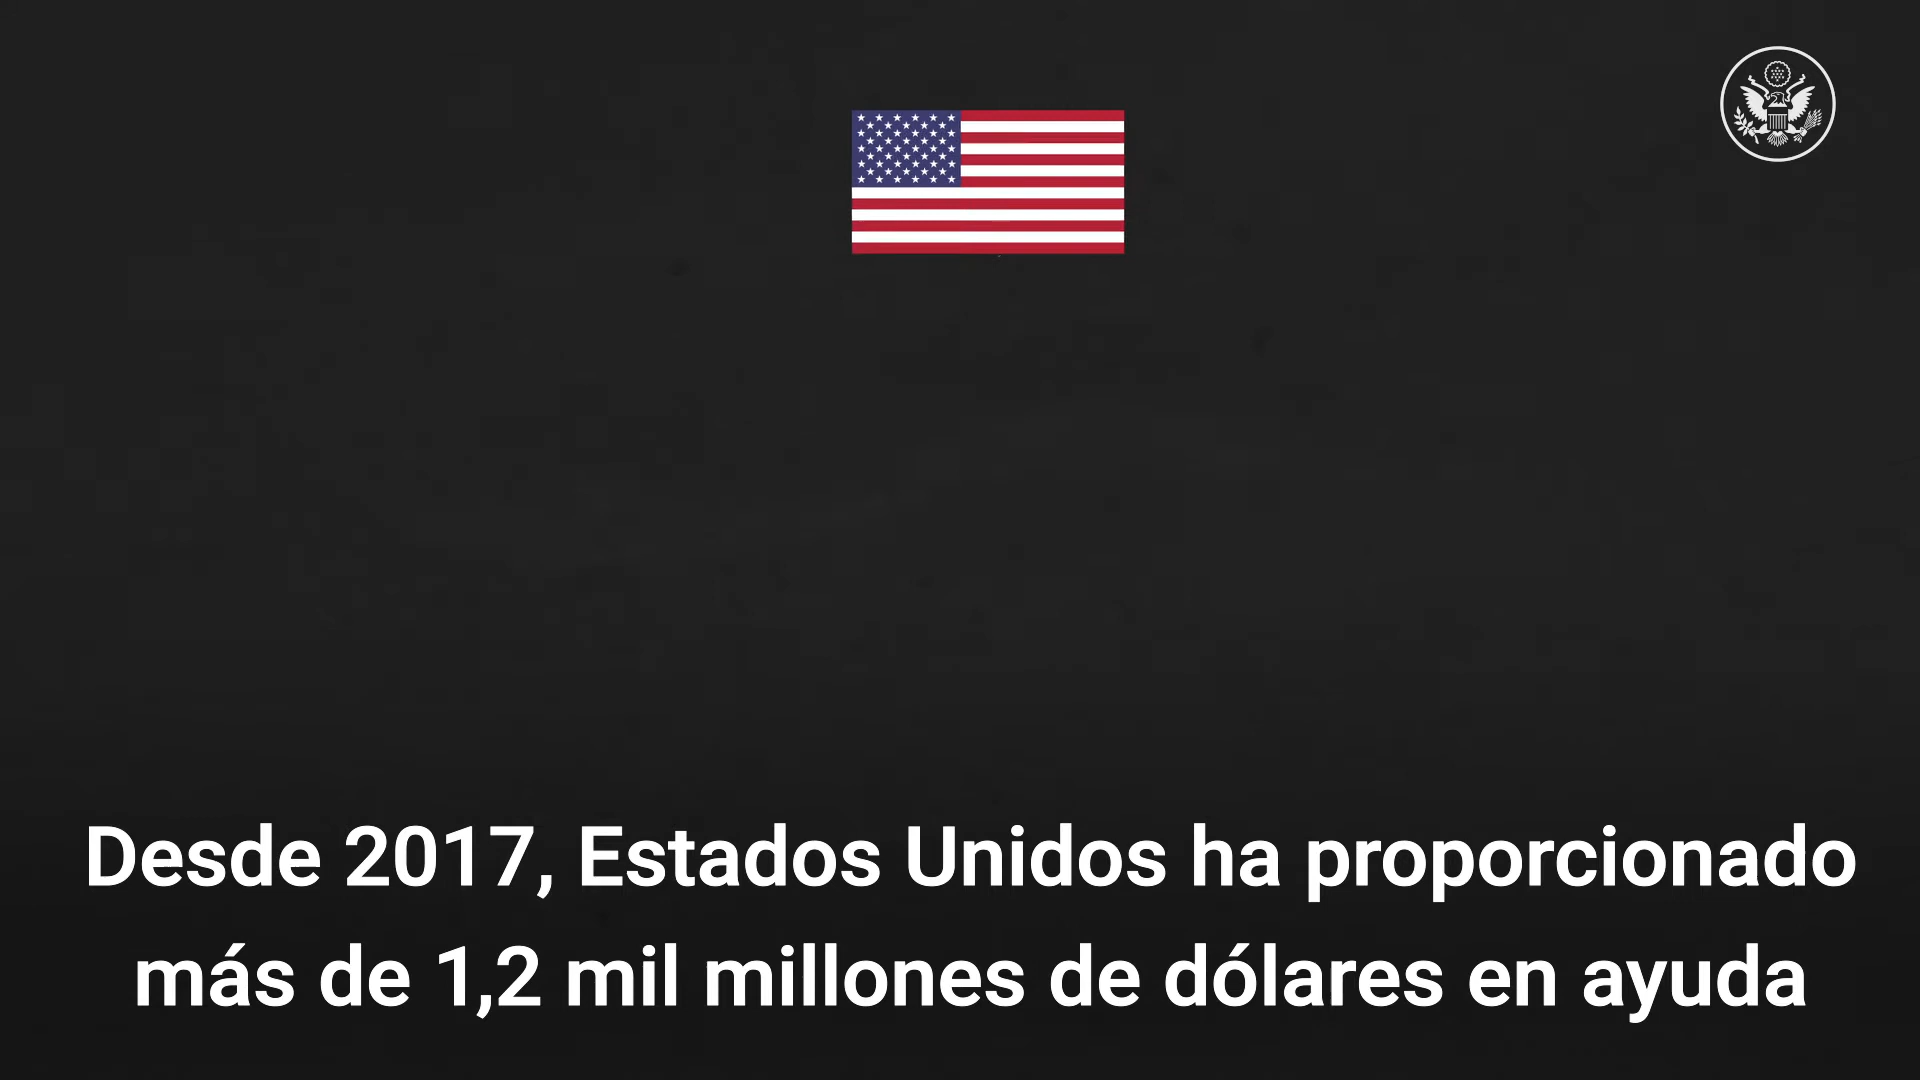 Desde 2017, Estados Unidos ha proporcionado
más de 1,2 mil millones de dólares en ayuda